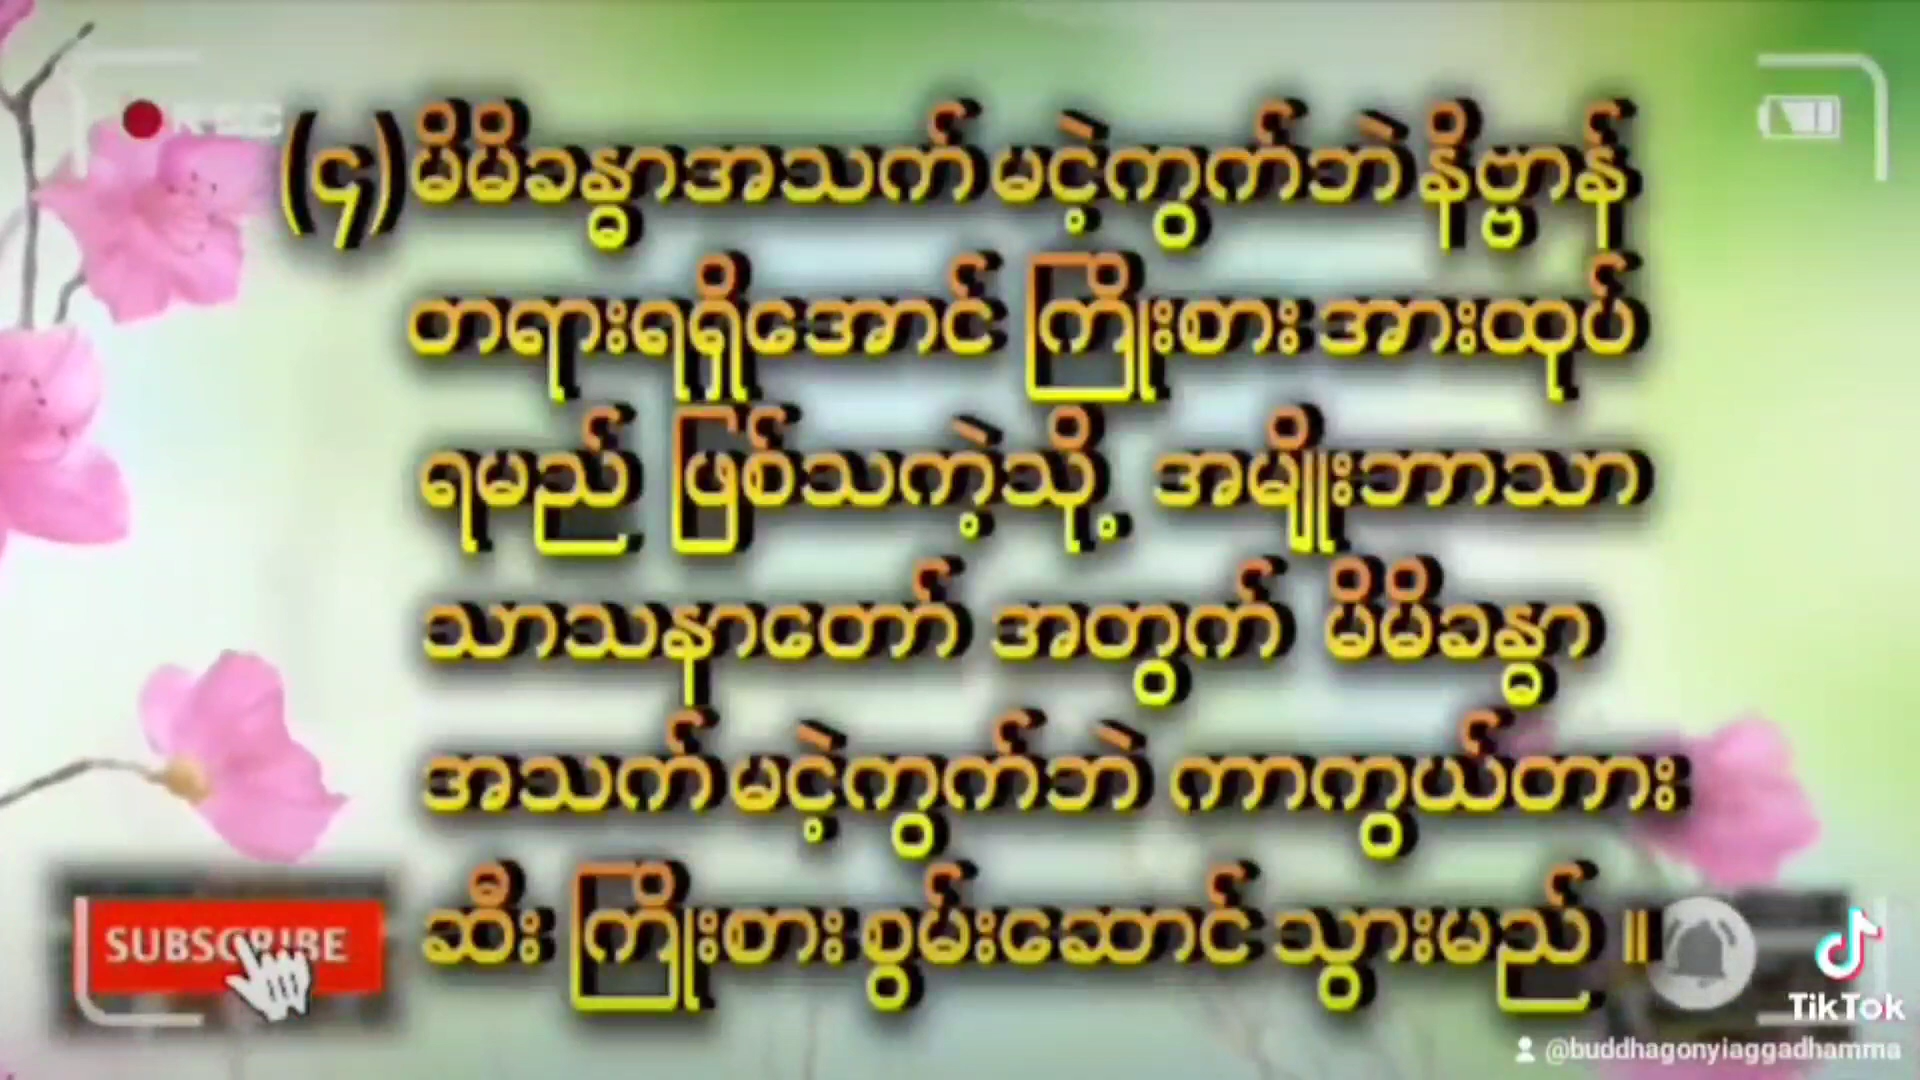 (၄) မိမိခန္ဓာအသက် မငဲ့ကွက်ဘဲ နိဗ္ဗာန်
တရားရရှိအောင် ကြိုးစား အားထုပ်
ရမည် ဖြစ်သကဲ့သို့ အမျိုးဘာသာ
သာသနာတော် အတွက် မိမိခန္ဓာ
အသက် မငဲ့ကွက်ဘဲ ကာကွယ်တား
ဆီး ကြိုးစား စွမ်းဆောင် သွားမည် ။
SUBSCRIBE
TikTok
@buddhagonyiaggadhamma